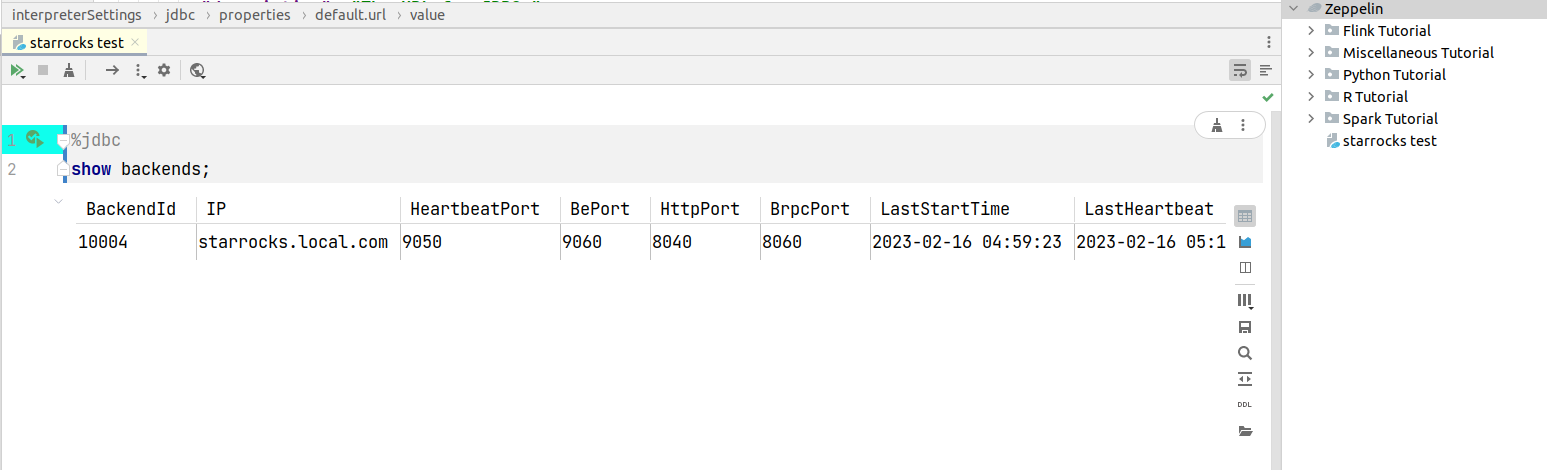 interpreterSettings › jdbc › properties › default.url › value
starrocks test
1 %jdbc
2 show backends;
BackendId IP HeartbeatPort BePort HttpPort BrpcPort LastStartTime LastHeartbeat
10004 starrocks.local.com 9050 9060 8040 8060 2023-02-16 04:59:23 2023-02-16 05:1
DDL
Zeppelin
Flink Tutorial
Miscellaneous Tutorial
Python Tutorial
R Tutorial
Spark Tutorial
starrocks test